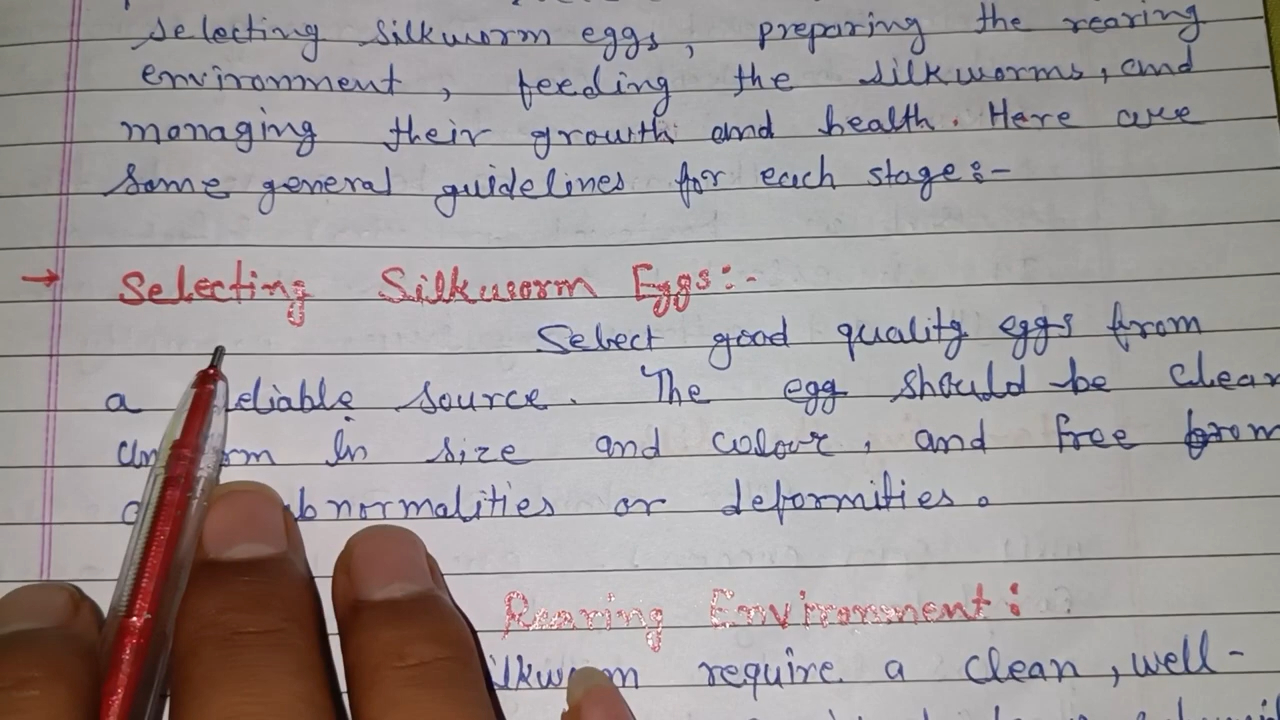 selecting silkworm eggs, preparing the rearing
environment, feeding the silkworms, and
managing their growth and health. Here are
some general guidelines for each stage:-
→ Selecting Silkworm Eggs:-
Select good quality eggs from
a reliable source. The egg should be clear
in size and colour, and free from
abnormalities or deformities.
Rearing Environment:
silkworm require a clean, well-